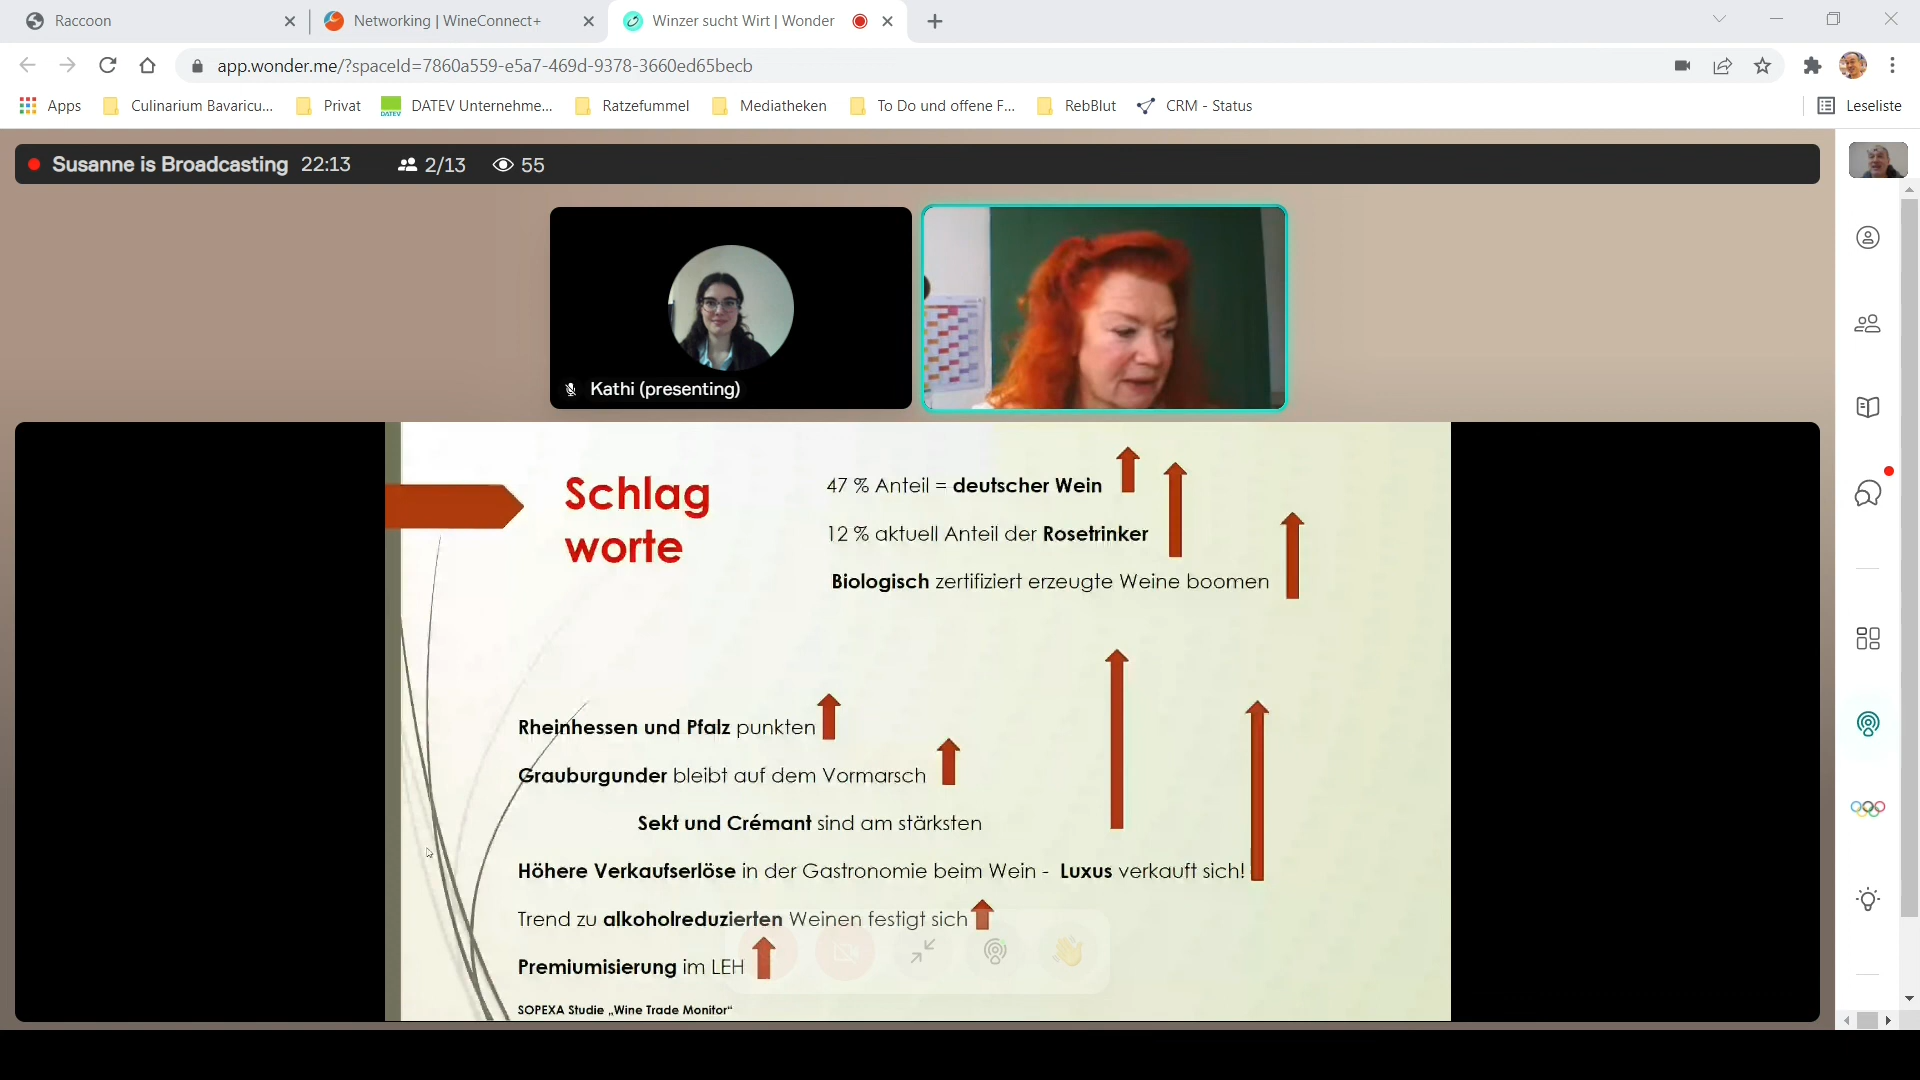 Raccoon
Networking | WineConnect+
Winzer sucht Wirt | Wonder
app.wonder.me/?spaceId=7860a559-e5a7-469d-9378-3660ed65becb
Apps
Culinarium Bavaricu...
Privat
DATEV
DATEV Unternehme...
Ratzefummel
Mediatheken
To Do und offene F...
RebBlut
CRM - Status
Leseliste
Susanne is Broadcasting 22:13 2/13 55
Kathi (presenting)
Schlag
worte
47 % Anteil = deutscher Wein
12 % aktuell Anteil der Rosetrinker
Biologisch zertifiziert erzeugte Weine boomen
Rheinhessen und Pfalz punkten
Grauburgunder bleibt auf dem Vormarsch
Sekt und Crémant sind am stärksten
Höhere Verkaufserlöse in der Gastronomie beim Wein - Luxus verkauft sich!
Trend zu alkoholreduzierten Weinen festigt sich
Premiumisierung im LEH
SOPEXA Studie „Wine Trade Monitor“